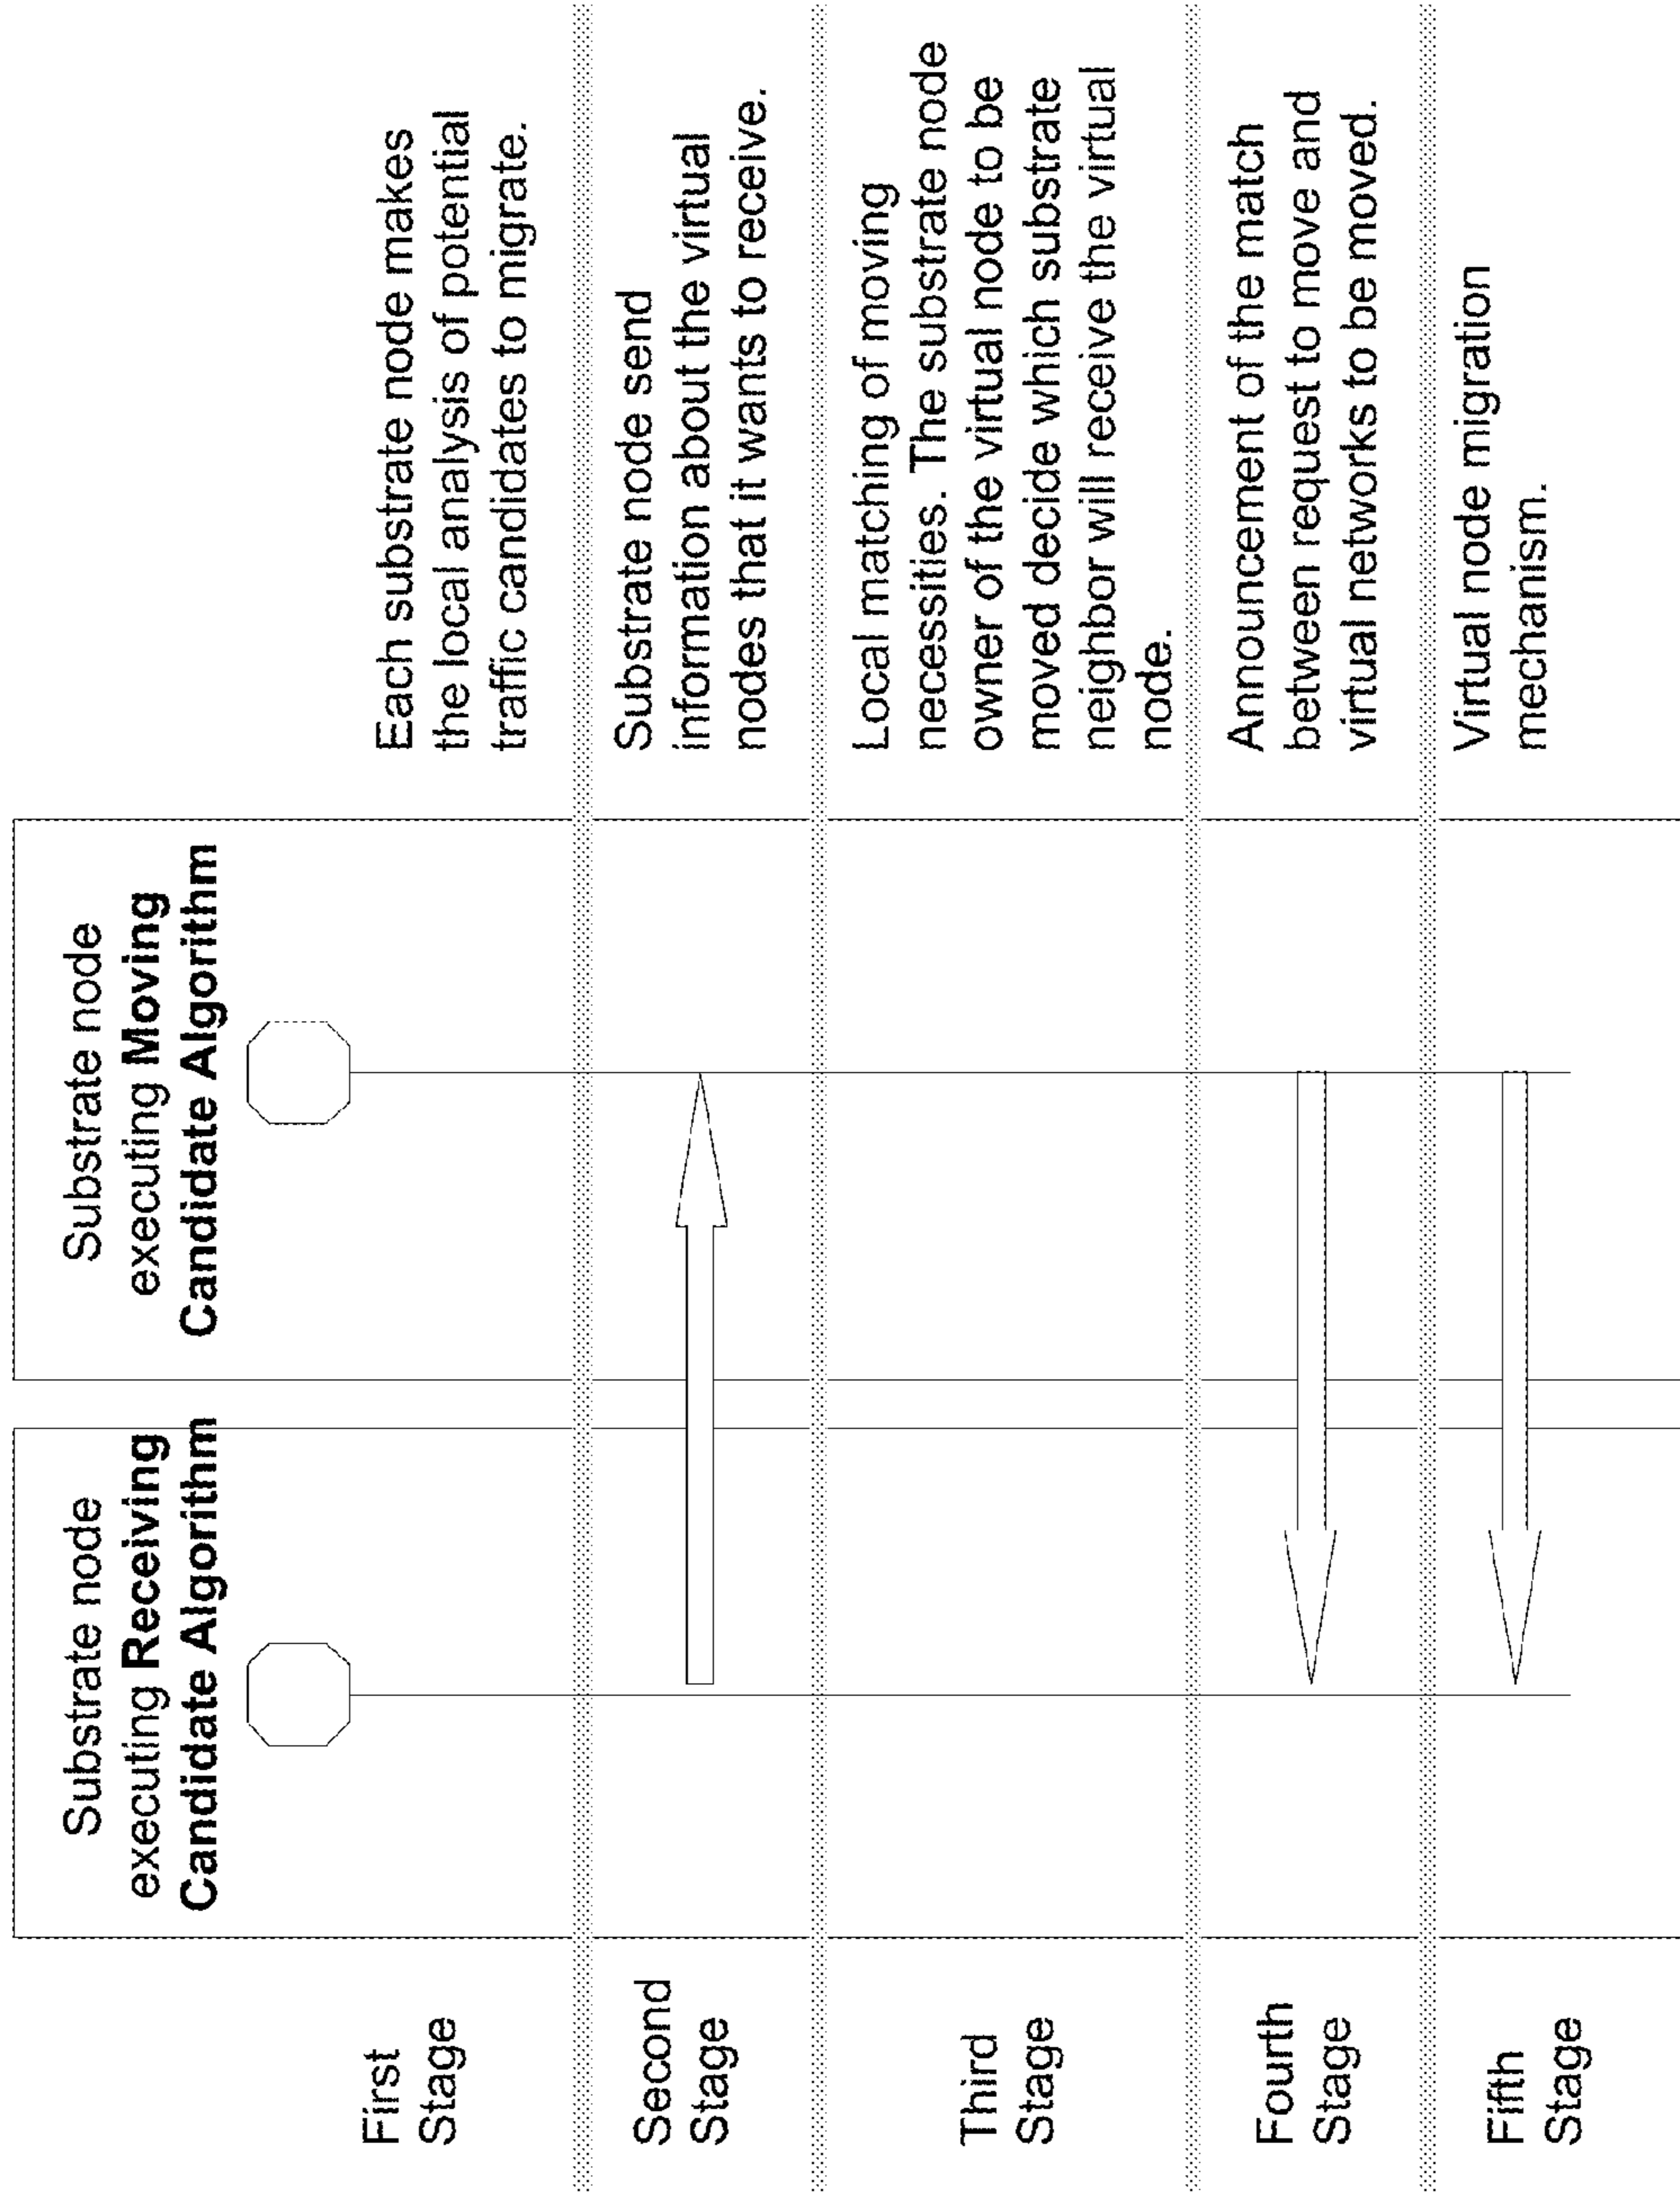 Substrate node
executing Receiving
Candidate Algorithm
Substrate node
executing Moving
Candidate Algorithm
First
Stage
Each substrate node makes
the local analysis of potential
traffic candidates to migrate.
Second
Stage
Substrate node send
information about the virtual
nodes that it wants to receive.
Third
Stage
Local matching of moving
necessities. The substrate node
owner of the virtual node to be
moved decide which substrate
neighbor will receive the virtual
node.
Fourth
Stage
Announcement of the match
between request to move and
virtual networks to be moved.
Fifth
Stage
Virtual node migration
mechanism.